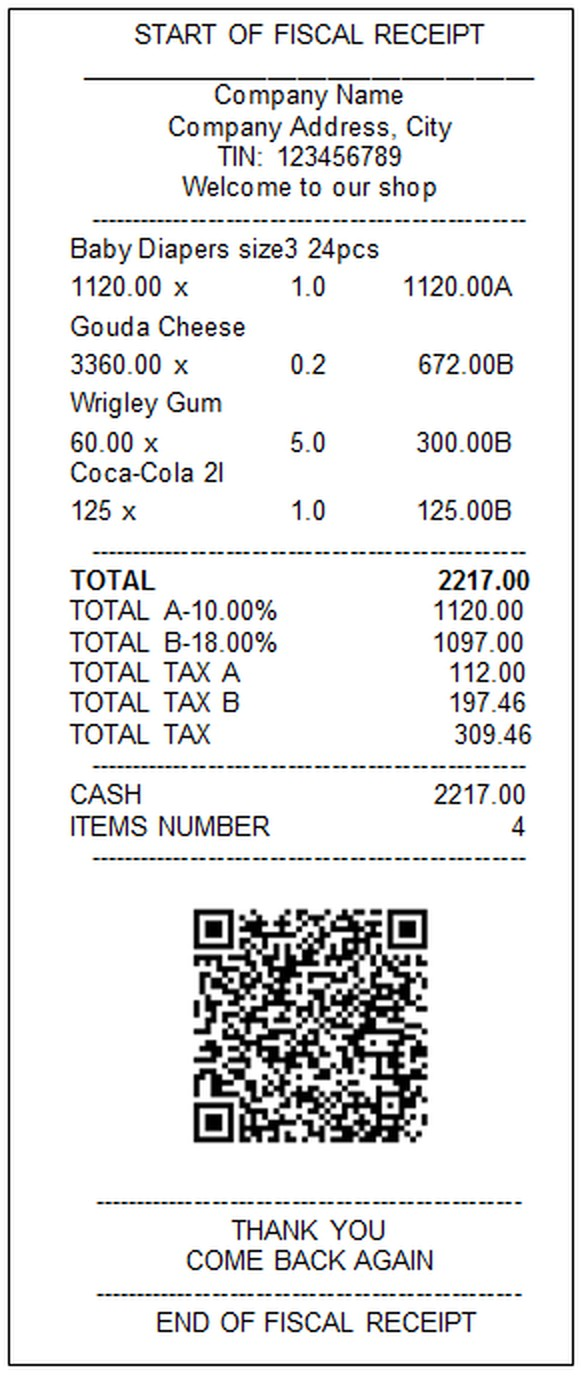 START OF FISCAL RECEIPT
Company Name
Company Address, City
TIN: 123456789
Welcome to our shop
Baby Diapers size3 24pcs
1120.00 x 1.0 1120.00A
Gouda Cheese
3360.00 x 0.2 672.00B
Wrigley Gum
60.00 x 5.0 300.00B
Coca-Cola 2l
125 x 1.0 125.00B
TOTAL 2217.00
TOTAL A-10.00% 1120.00
TOTAL B-18.00% 1097.00
TOTAL TAX A 112.00
TOTAL TAX B 197.46
TOTAL TAX 309.46
CASH 2217.00
ITEMS NUMBER 4
THANK YOU
COME BACK AGAIN
END OF FISCAL RECEIPT